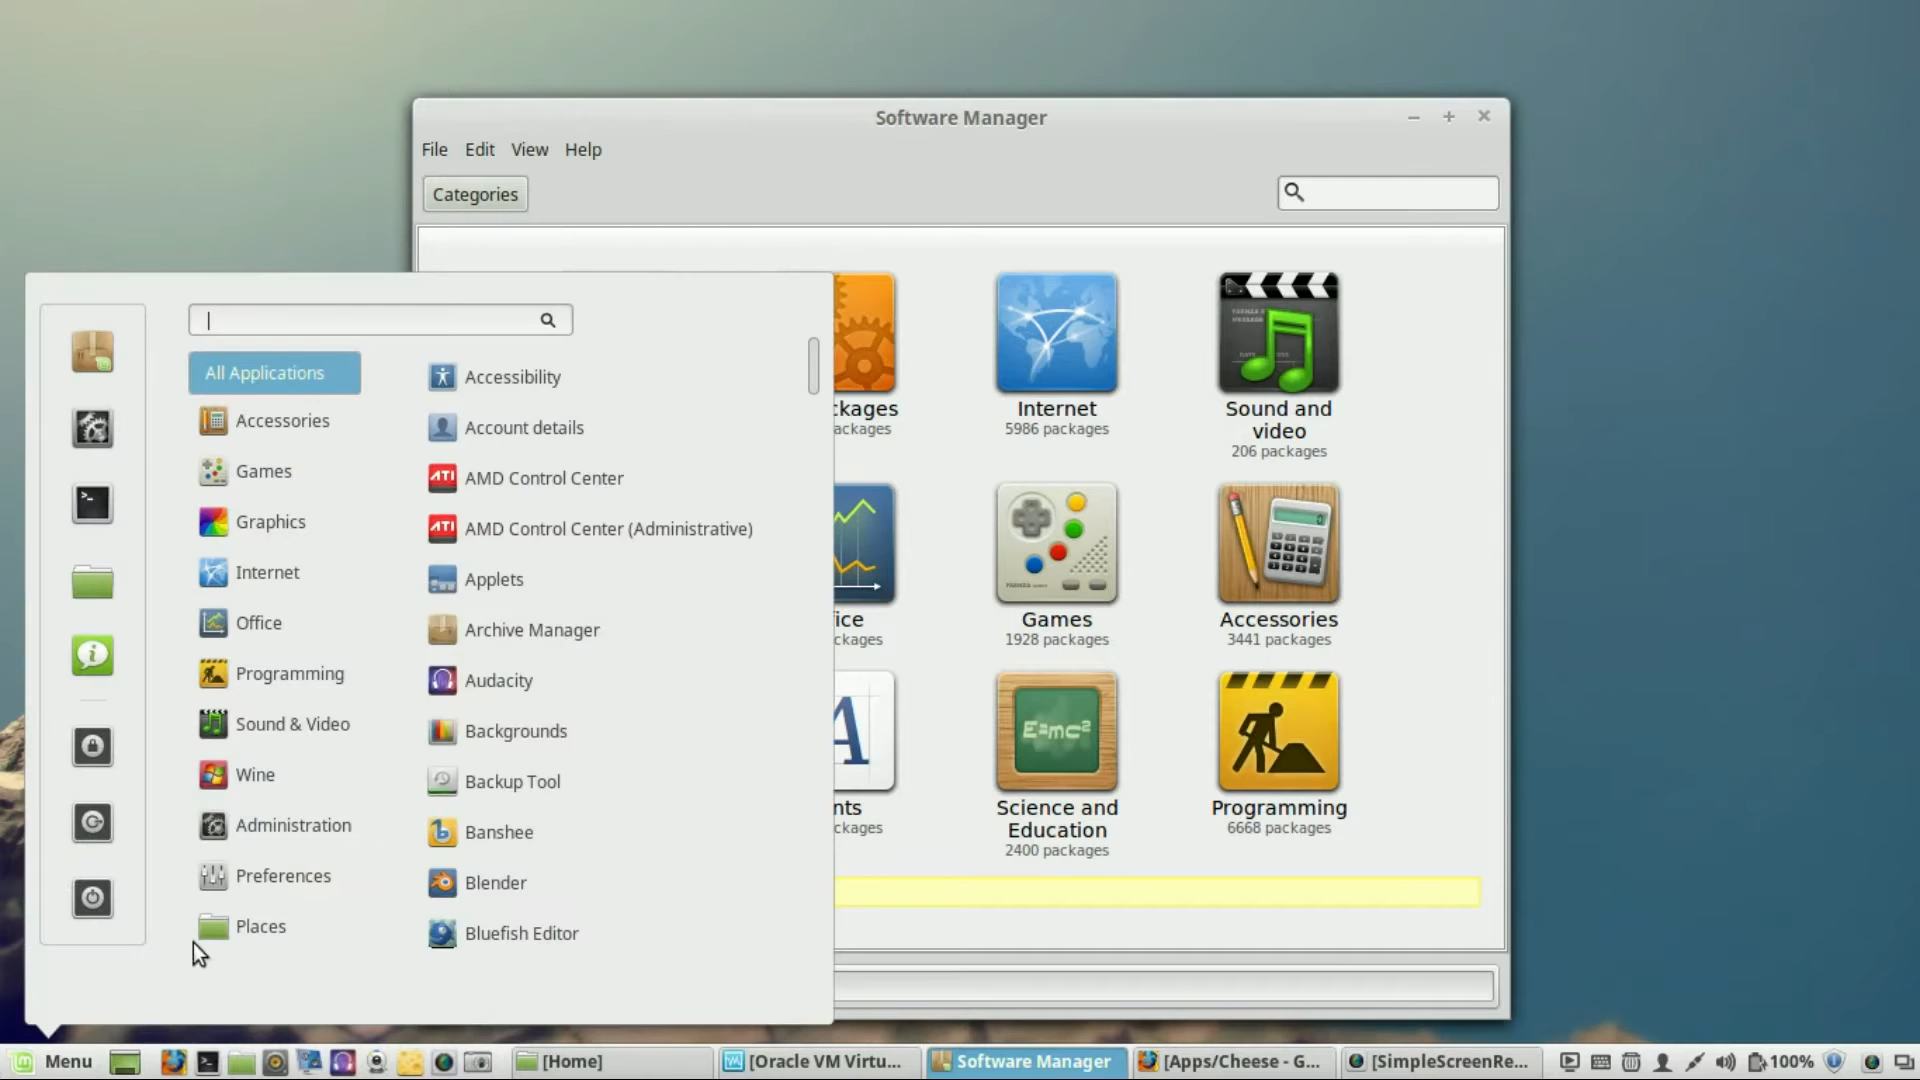 Software Manager
File Edit View Help
Categories
All Applications
Accessories
Games
Graphics
Internet
Office
Programming
Sound & Video
Wine
Administration
Preferences
Places
Accessibility
Account details
ATI AMD Control Center
ATI AMD Control Center (Administrative)
Applets
Archive Manager
Audacity
Backgrounds
Backup Tool
Banshee
Blender
Bluefish Editor
ckages
ackages
Internet
5986 packages
Sound and
video
206 packages
fice
ckages
Games
1928 packages
Accessories
3441 packages
nts
ckages
E=mc²
Science and
Education
2400 packages
Programming
6668 packages
Menu [Home] [Oracle VM Virtu... Software Manager [Apps/Cheese - G... [SimpleScreenRe... 100%